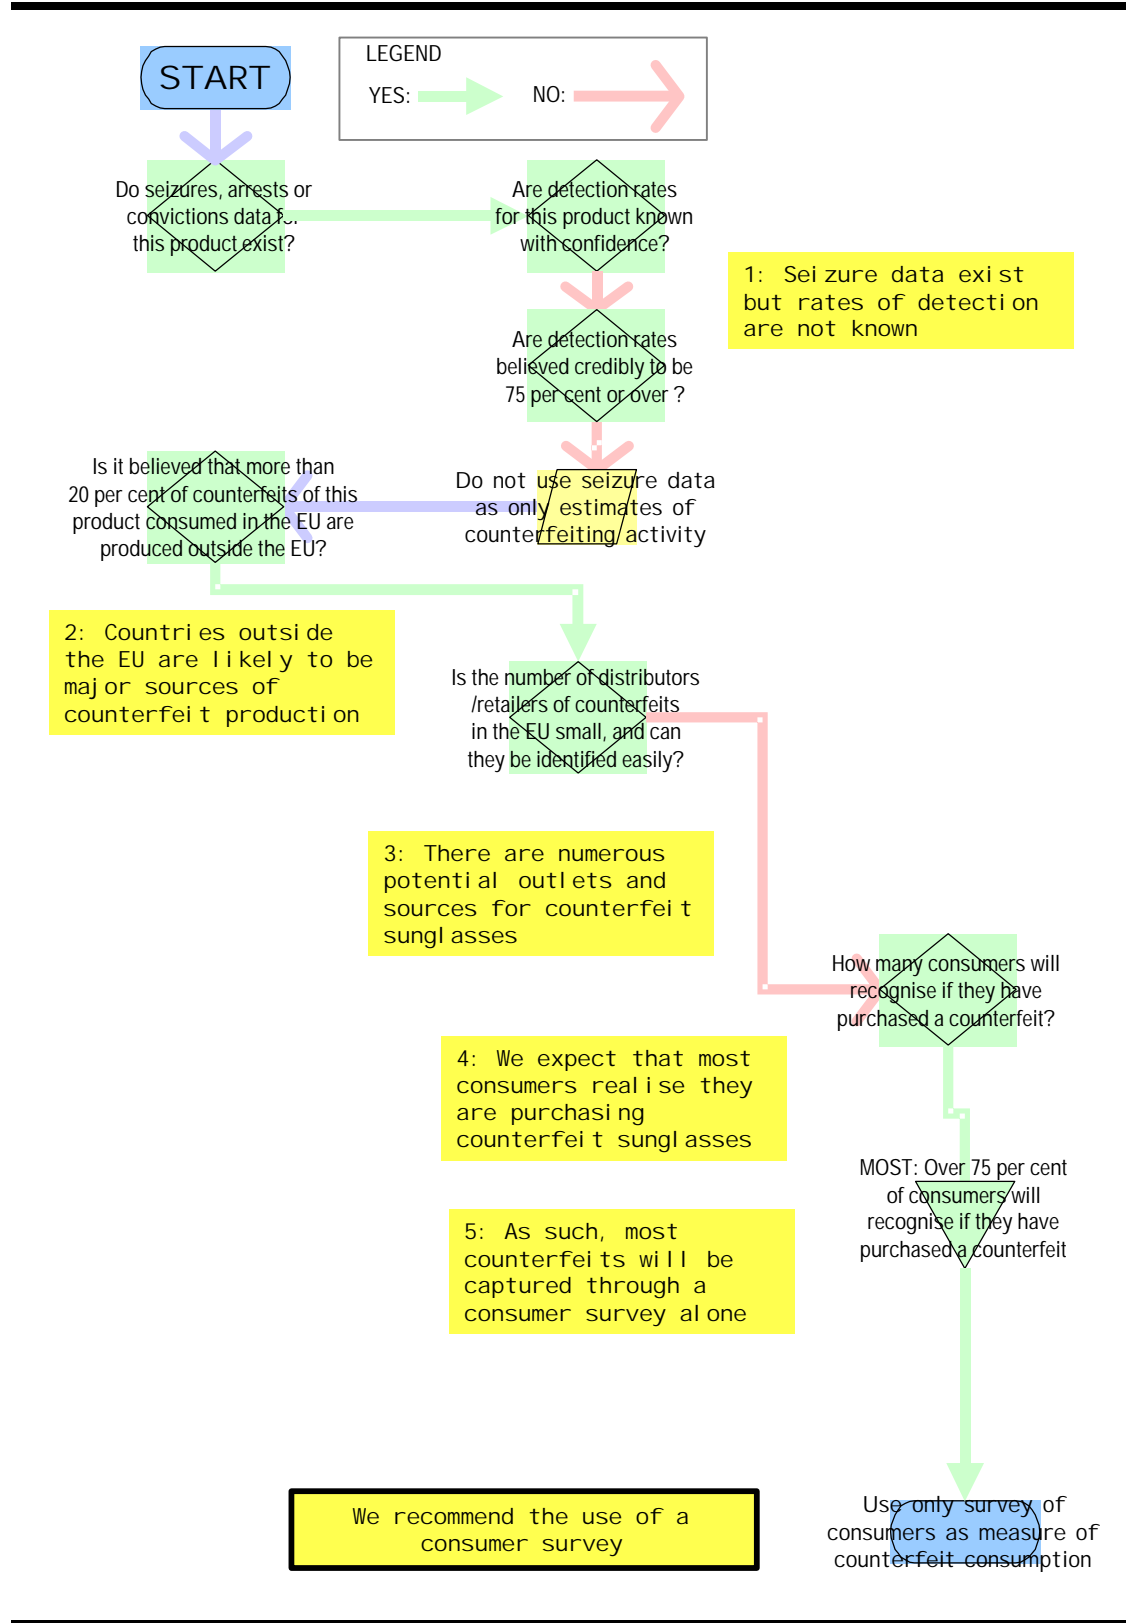 START
LEGEND
YES:
NO:
Do seizures, arrests or
convictions data for
this product exist?
Are detection rates
for this product known
with confidence?
1: Seizure data exist
but rates of detection
are not known
Are detection rates
believed credibly to be
75 per cent or over ?
Is it believed that more than
20 per cent of counterfeits of this
product consumed in the EU are
produced outside the EU?
Do not use seizure data
as only estimates of
counterfeiting activity
2: Countries outside
the EU are likely to be
major sources of
counterfeit production
Is the number of distributors
/retailers of counterfeits
in the EU small, and can
they be identified easily?
3: There are numerous
potential outlets and
sources for counterfeit
sunglasses
How many consumers will
recognise if they have
purchased a counterfeit?
4: We expect that most
consumers realise they
are purchasing
counterfeit sunglasses
MOST: Over 75 per cent
of consumers will
recognise if they have
purchased a counterfeit
5: As such, most
counterfeits will be
captured through a
consumer survey alone
We recommend the use of a
consumer survey
Use only survey of
consumers as measure of
counterfeit consumption